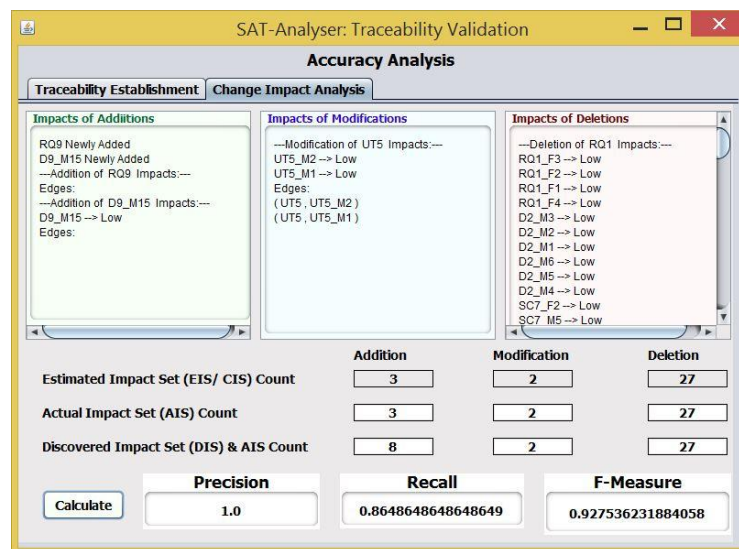 SAT-Analyser: Traceability Validation
Accuracy Analysis
Traceability Establishment
Change Impact Analysis
Impacts of Addiitions
RQ9 Newly Added
D9_M15 Newly Added
---Addition of RQ9 Impacts:---
Edges:
---Addition of D9_M15 Impacts:---
D9_M15 --> Low
Edges:
Impacts of Modifications
---Modification of UT5 Impacts:---
UT5_M2 --> Low
UT5_M1 --> Low
Edges:
( UT5 , UT5_M2 )
( UT5 , UT5_M1 )
Impacts of Deletions
---Deletion of RQ1 Impacts:---
RQ1_F3 --> Low
RQ1_F2 --> Low
RQ1_F1 --> Low
RQ1_F4 --> Low
D2_M3 --> Low
D2_M2 --> Low
D2_M1 --> Low
D2_M6 --> Low
D2_M5 --> Low
D2_M4 --> Low
SC7_F2 --> Low
SC7_M5 --> Low
Addition Modification Deletion
Estimated Impact Set (EIS/ CIS) Count 3 2 27
Actual Impact Set (AIS) Count 3 2 27
Discovered Impact Set (DIS) & AIS Count 8 2 27
Precision Recall F-Measure
Calculate 1.0 0.8648648648648649 0.927536231884058